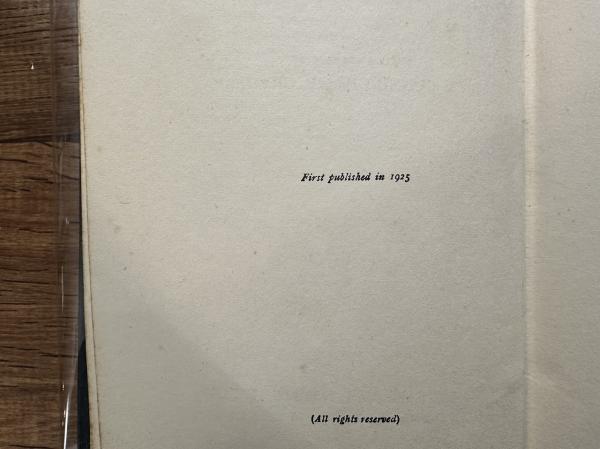 First published in 1925
(All rights reserved)